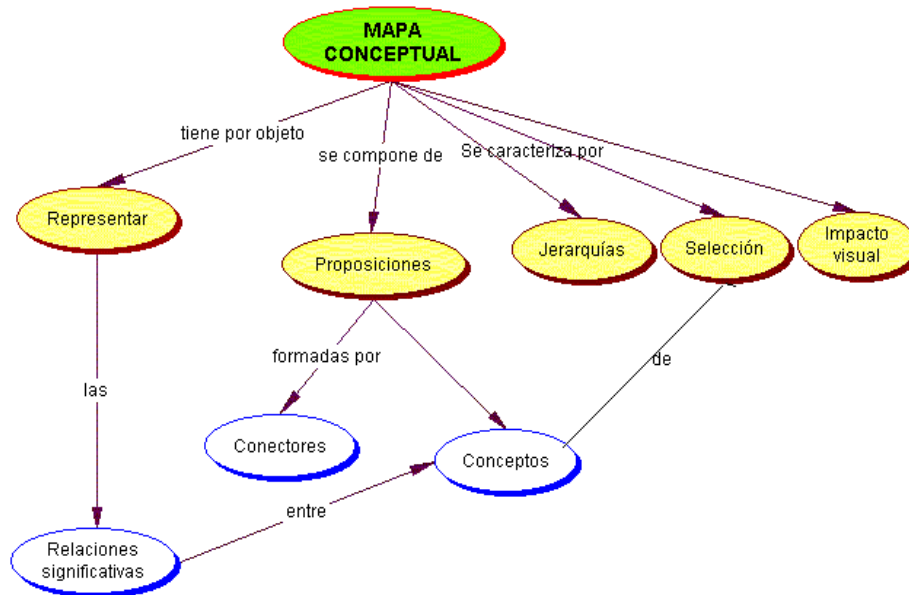 MAPA
CONCEPTUAL
tiene por objeto
se compone de
Se caracteriza por
Representar
Proposiciones
Jerarquías
Selección
Impacto
visual
formadas por
de
las
Conectores
Conceptos
entre
Relaciones
significativas